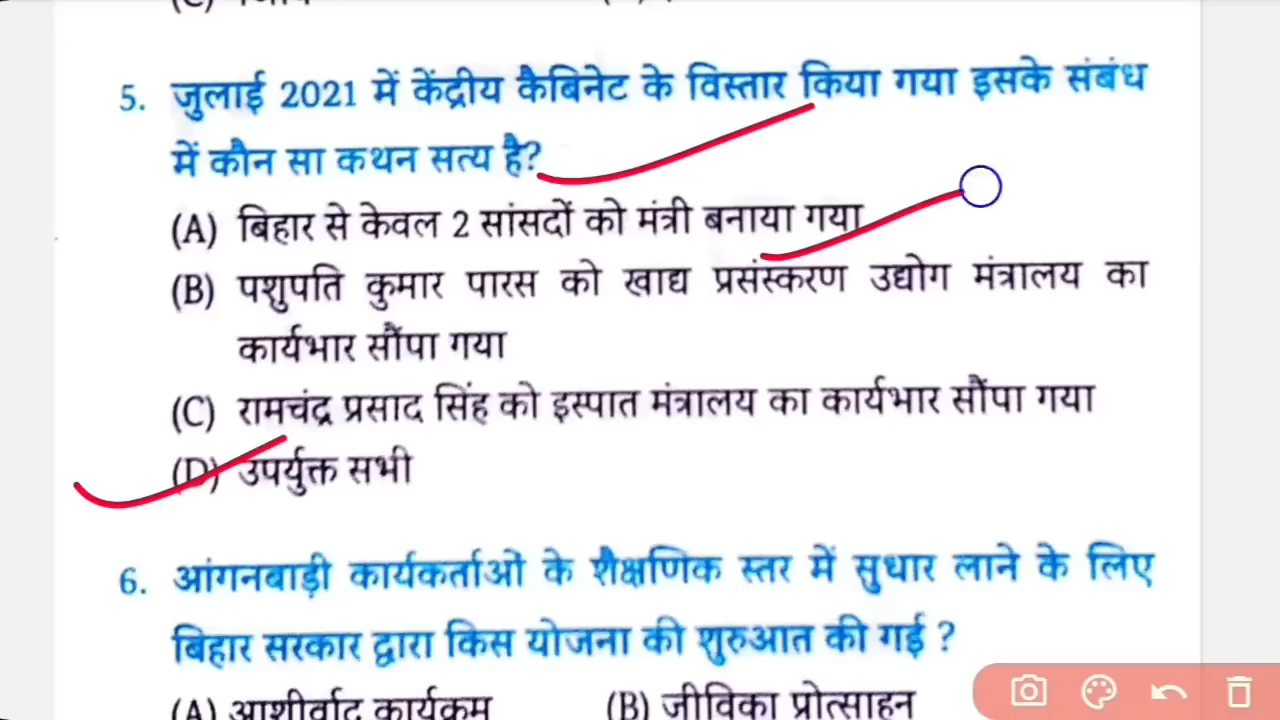 5. जुलाई 2021 में केंद्रीय कैबिनेट के विस्तार किया गया इसके संबंध
में कौन सा कथन सत्य है?
(A) बिहार से केवल 2 सांसदों को मंत्री बनाया गया
(B) पशुपति कुमार पारस को खाद्य प्रसंस्करण उद्योग मंत्रालय का
कार्यभार सौंपा गया
(C) रामचंद्र प्रसाद सिंह को इस्पात मंत्रालय का कार्यभार सौंपा गया
(D) उपर्युक्त सभी
6. आंगनबाड़ी कार्यकर्ताओं के शैक्षणिक स्तर में सुधार लाने के लिए
बिहार सरकार द्वारा किस योजना की शुरुआत की गई ?
(A) आशीर्वाद कार्यक्रम (B) जीविका प्रोत्साहन